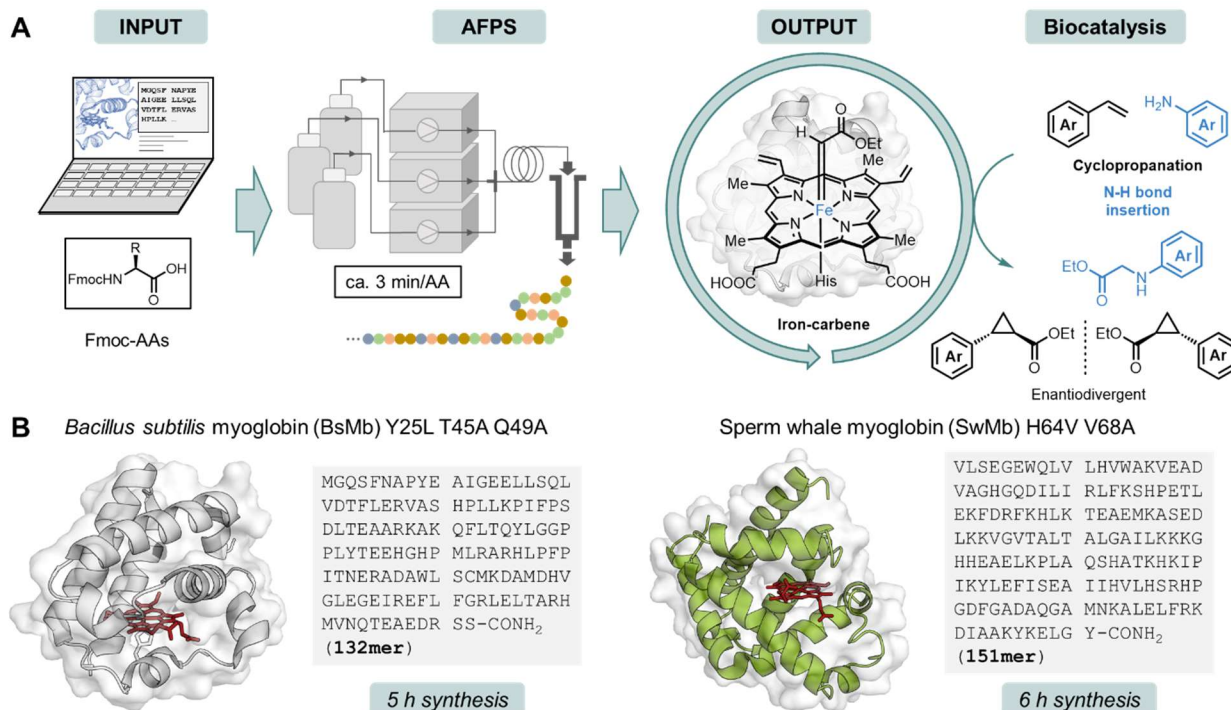 A
INPUT
AFPS
OUTPUT
Biocatalysis
MGQSF NAPYE
AIGEE LLSQL
VDTFL ERVAS
HPLLK ...
R
FmocHN
OH
O
Fmoc-AAs
ca. 3 min/AA
H
O
OEt
Me
Me
N
N
Fe
N
N
Me
Me
HOOC
His
COOH
Iron-carbene
Ar
H2N
Ar
Cyclopropanation
N-H bond
insertion
EtO
O
N
H
Ar
Ar
OEt
O
EtO
O
Ar
Enantiodivergent
B
Bacillus subtilis myoglobin (BsMb) Y25L T45A Q49A
MGQSFNAPYE AIGEELLSQL
VDTFLERVAS HPLLKPIFPS
DLTEAARKAK QFLTQYLGGP
PLYTEEHGHP MLRARHLPFP
ITNERADAWL SCMKDAMDHV
GLEGEIREFL FGRLELTARH
MVNQTEAEDR SS-CONH2
(132mer)
5 h synthesis
Sperm whale myoglobin (SwMb) H64V V68A
VLSEGEWQLV LHVWAKVEAD
VAGHGQDILI RLFKSHPETL
EKFDRFKHLK TEAEMKASED
LKKVGVTALT ALGAILKKKG
HHEAELKPLA QSHATKHKIP
IKYLEFISEA IIHVLHSRHP
GDFGADAQGA MNKALELFRK
DIAAKYKELG Y-CONH2
(151mer)
6 h synthesis